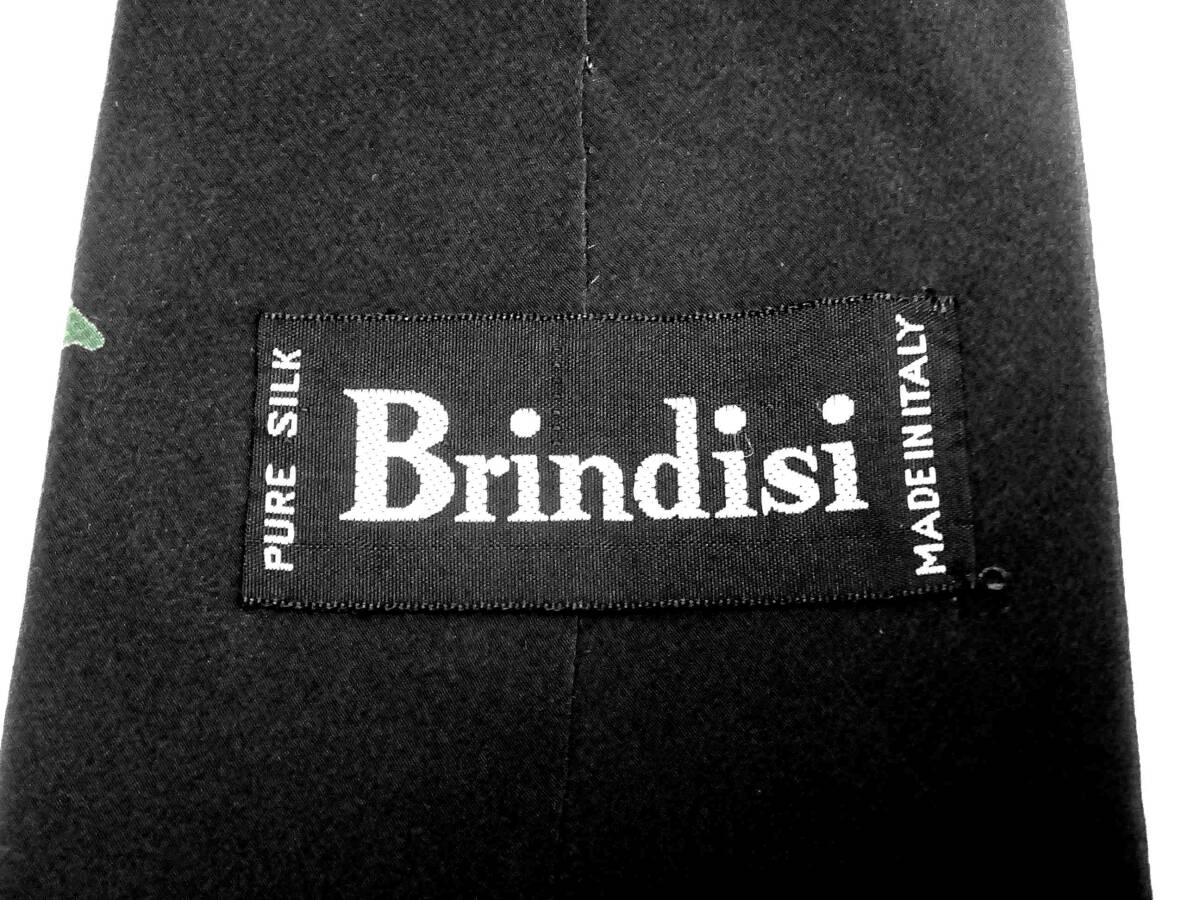 PURE SILK
Brindisi
MADE IN ITALY